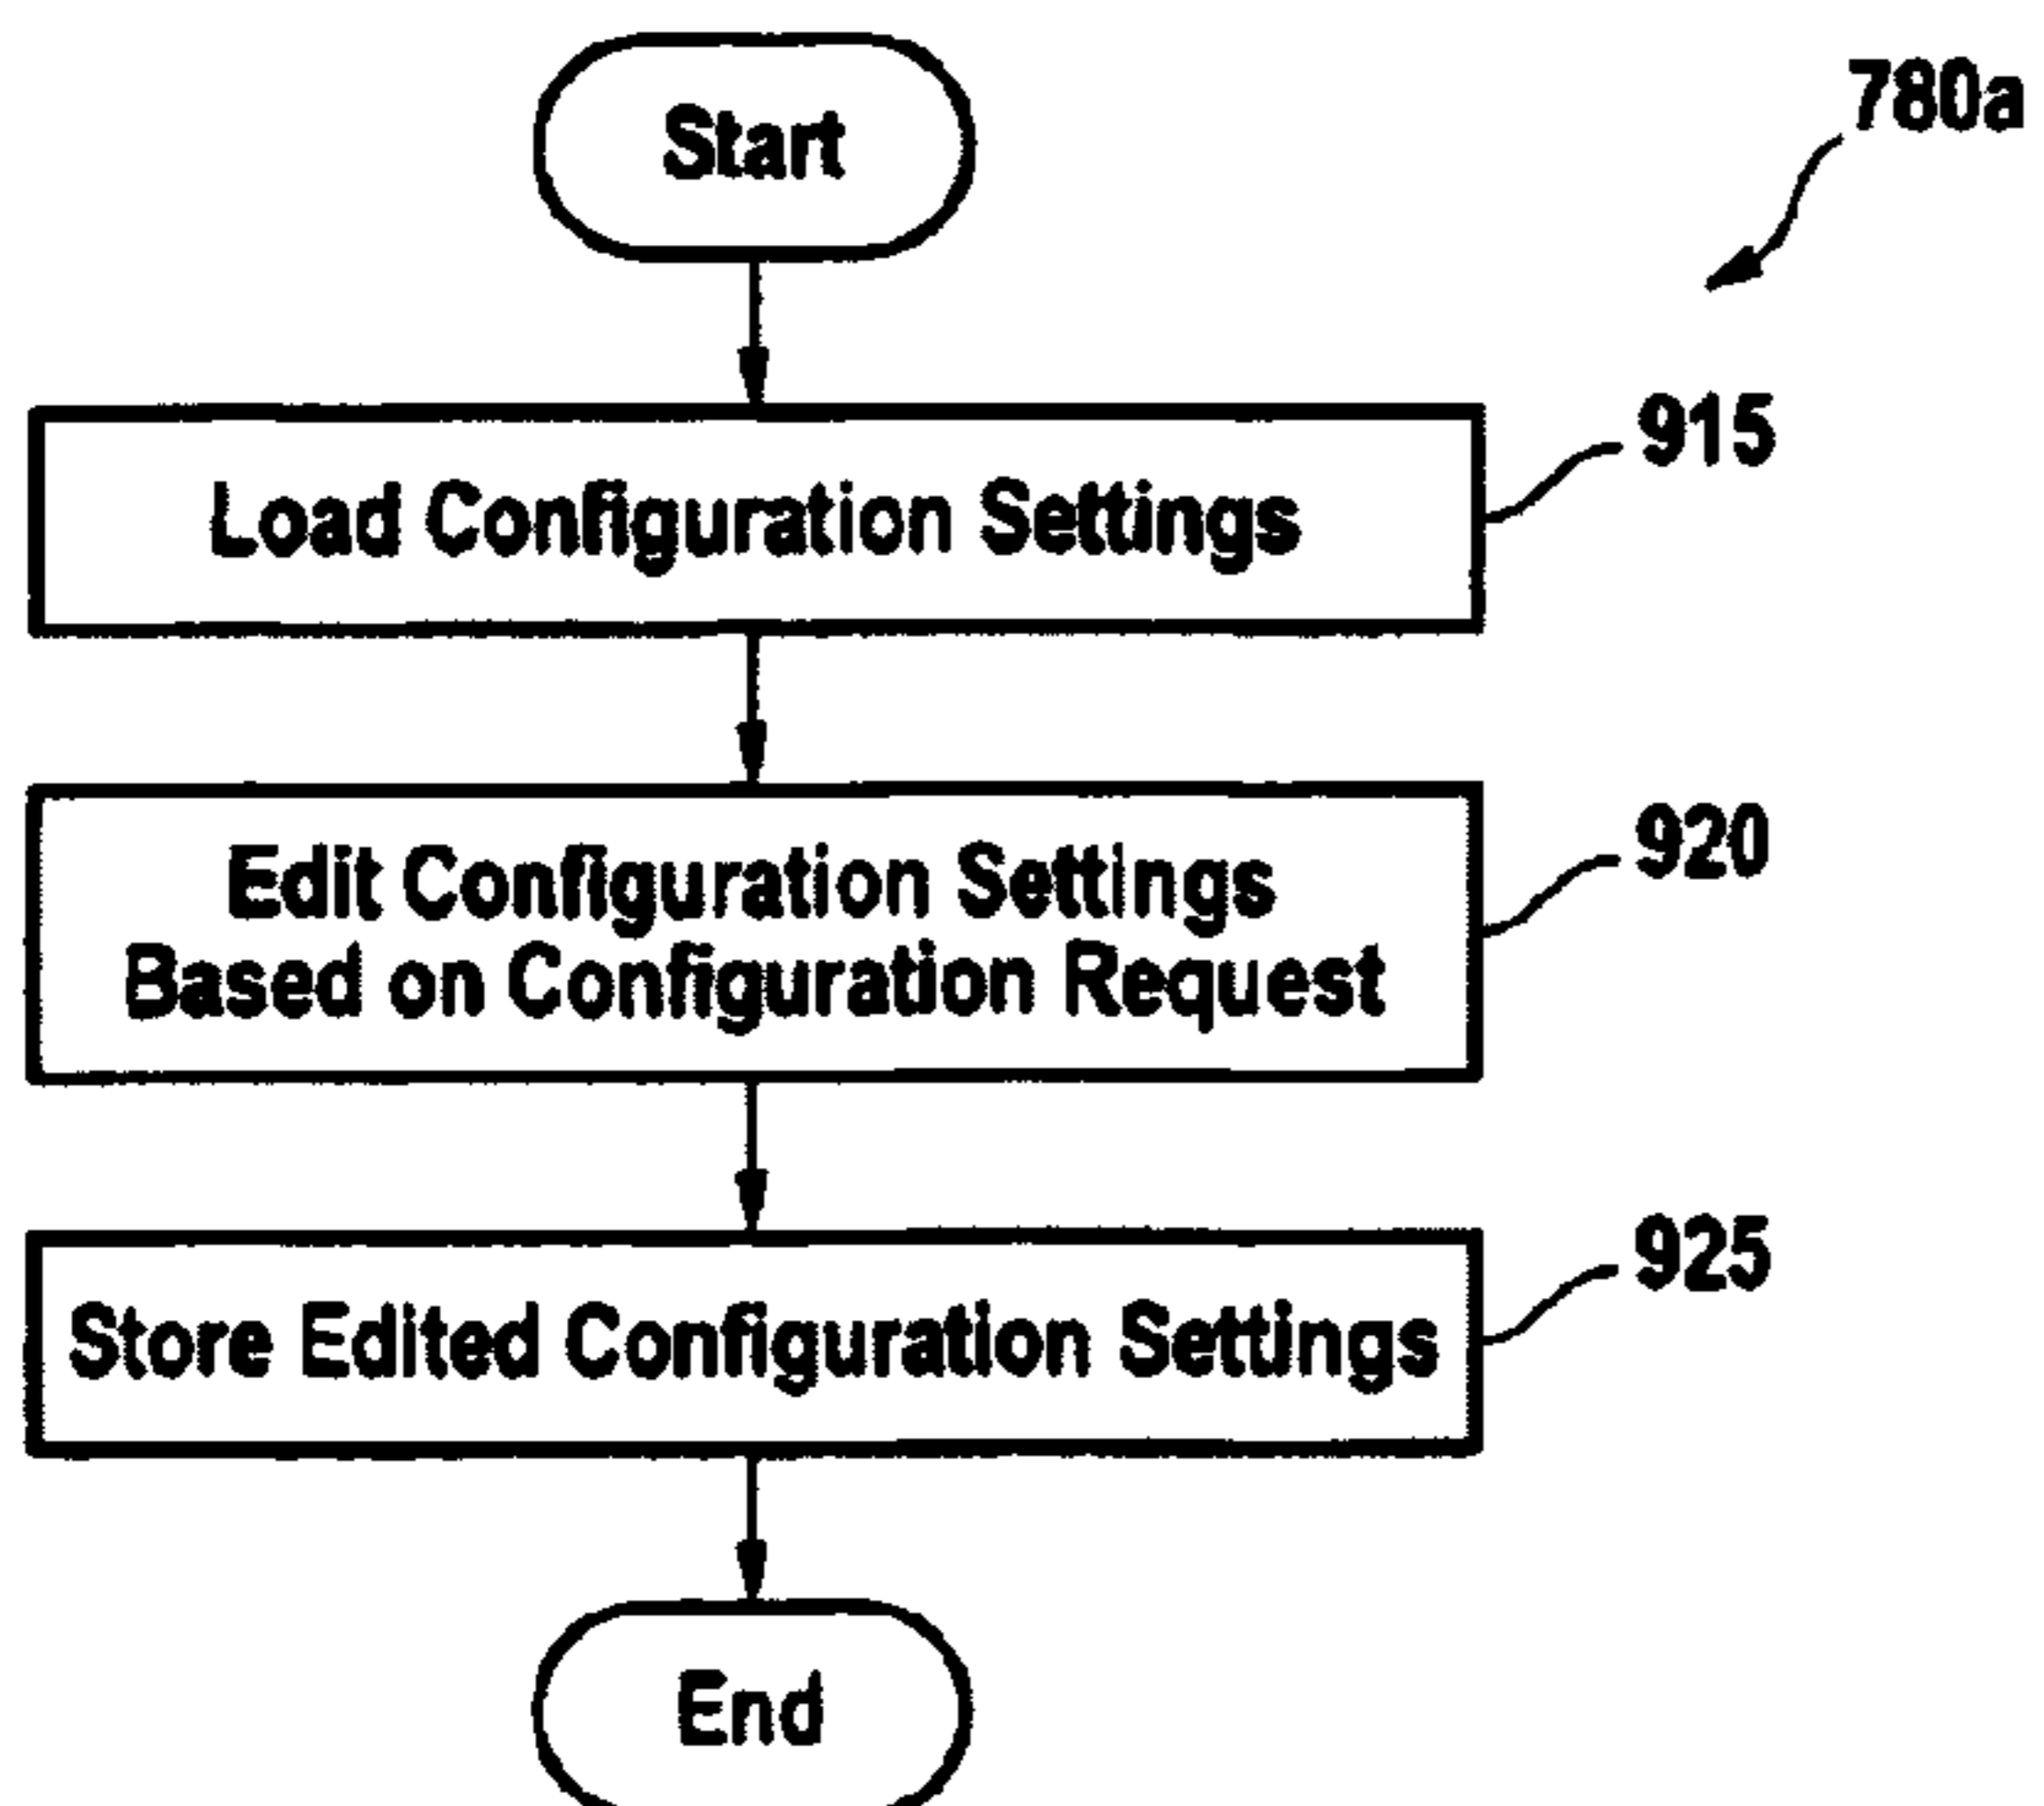 Start
780a
Load Configuration Settings
915
Edit Configuration Settings
Based on Configuration Request
920
Store Edited Configuration Settings
925
End